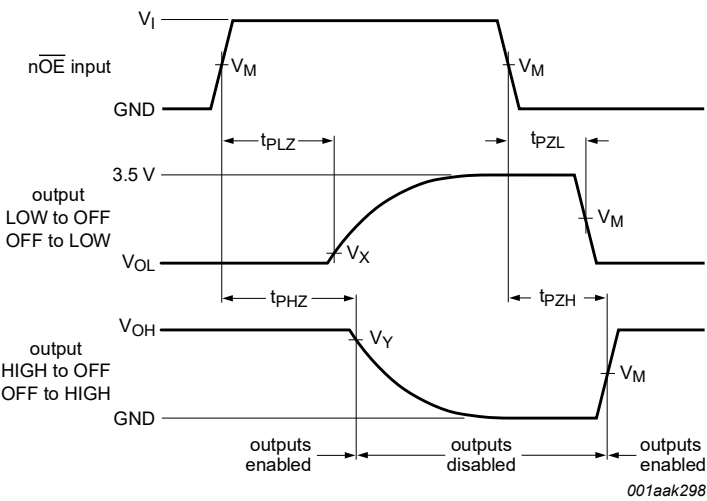 V_I
nO̅E̅ input
V_M
V_M
GND
t_PLZ
t_PZL
3.5 V
output
LOW to OFF
OFF to LOW
V_M
V_X
V_OL
t_PHZ
t_PZH
V_OH
V_Y
output
HIGH to OFF
OFF to HIGH
V_M
GND
outputs
enabled
outputs
disabled
outputs
enabled
001aak298